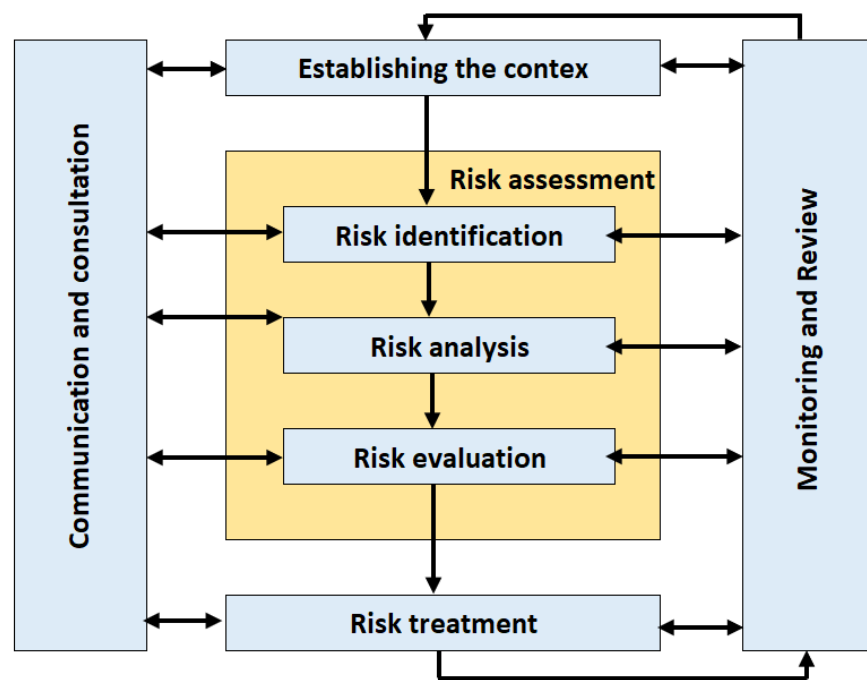 Establishing the contex
Risk assessment
Risk identification
Risk analysis
Risk evaluation
Risk treatment
Communication and consultation
Monitoring and Review